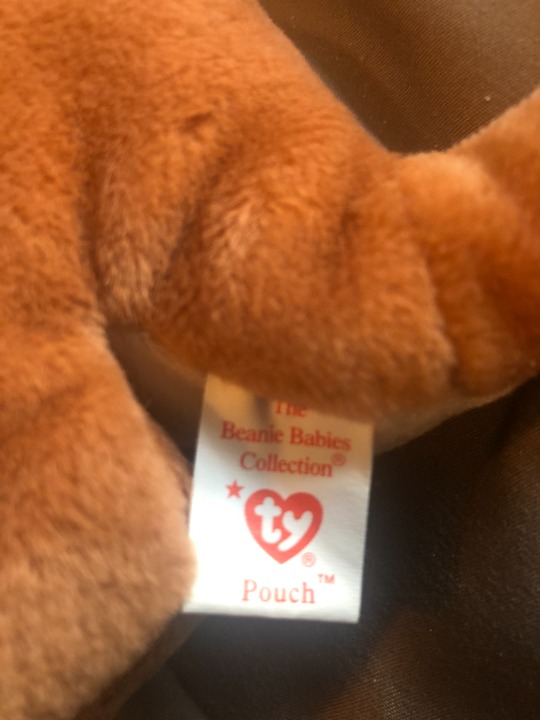 The
Beanie Babies
Collection®
ty®
Pouch™